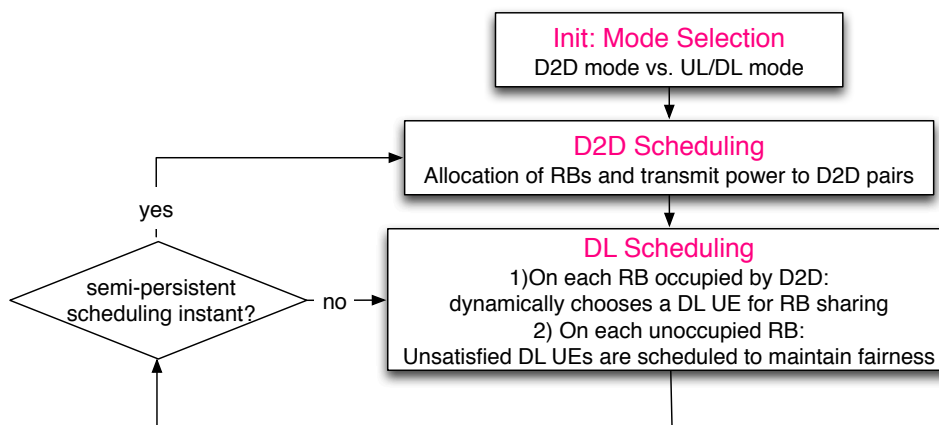 Init: Mode Selection
D2D mode vs. UL/DL mode
D2D Scheduling
Allocation of RBs and transmit power to D2D pairs
yes
DL Scheduling
1)On each RB occupied by D2D:
dynamically chooses a DL UE for RB sharing
2) On each unoccupied RB:
Unsatisfied DL UEs are scheduled to maintain fairness
semi-persistent
scheduling instant?
no